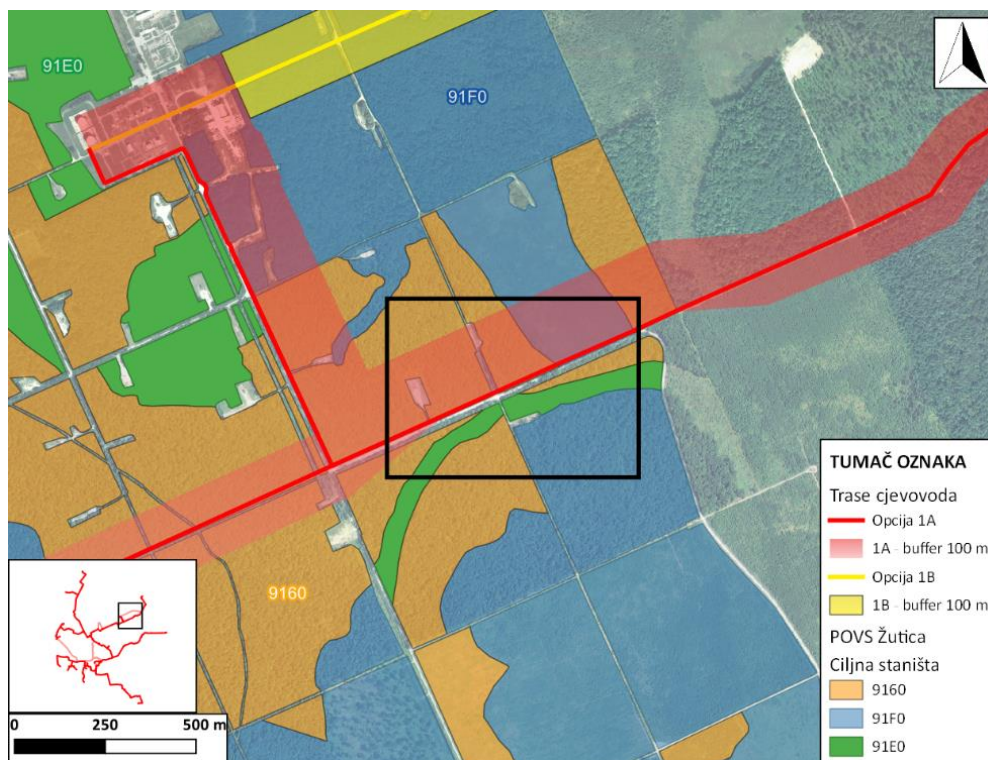 91E0
91F0
9160
TUMAČ OZNAKA
Trase cjevovoda
Opcija 1A
1A - buffer 100 m
Opcija 1B
1B - buffer 100 m
POVS Žutica
Ciljna staništa
9160
91F0
91E0
0 250 500 m